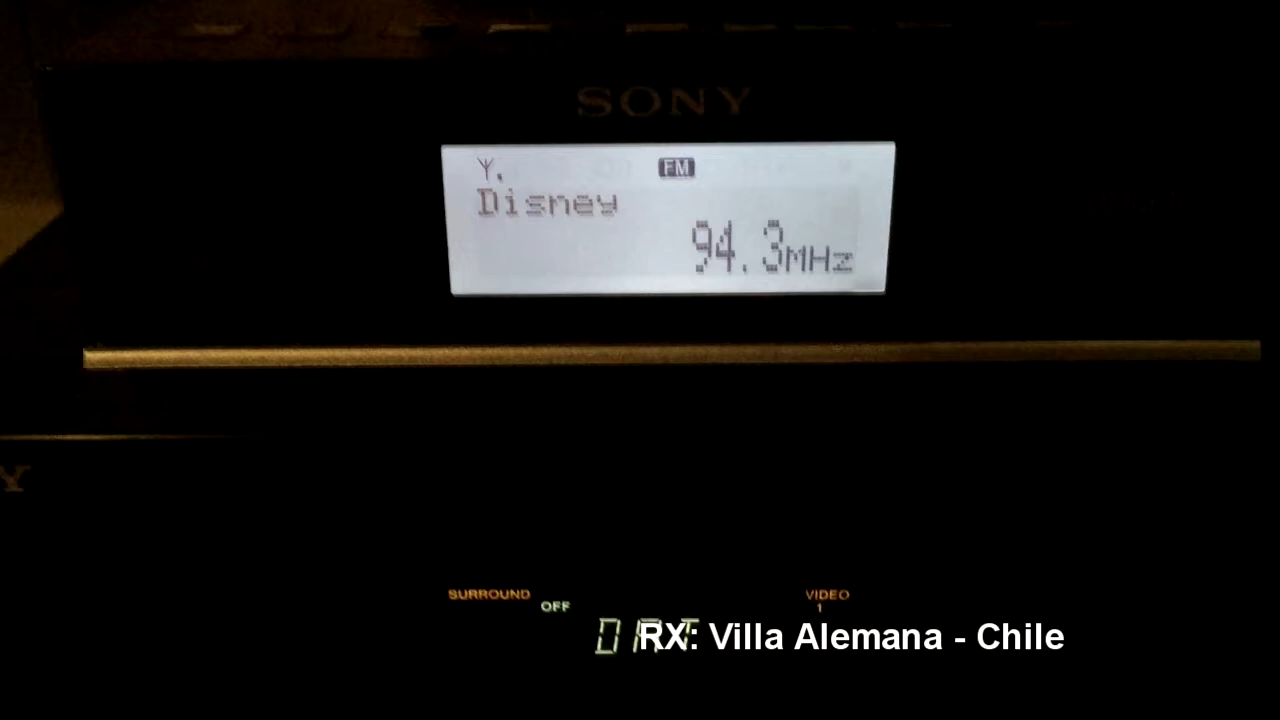 SONY
FM
Disney
94.3MHz
Y
SURROUND
OFF
VIDEO
1
RX: Villa Alemana - Chile